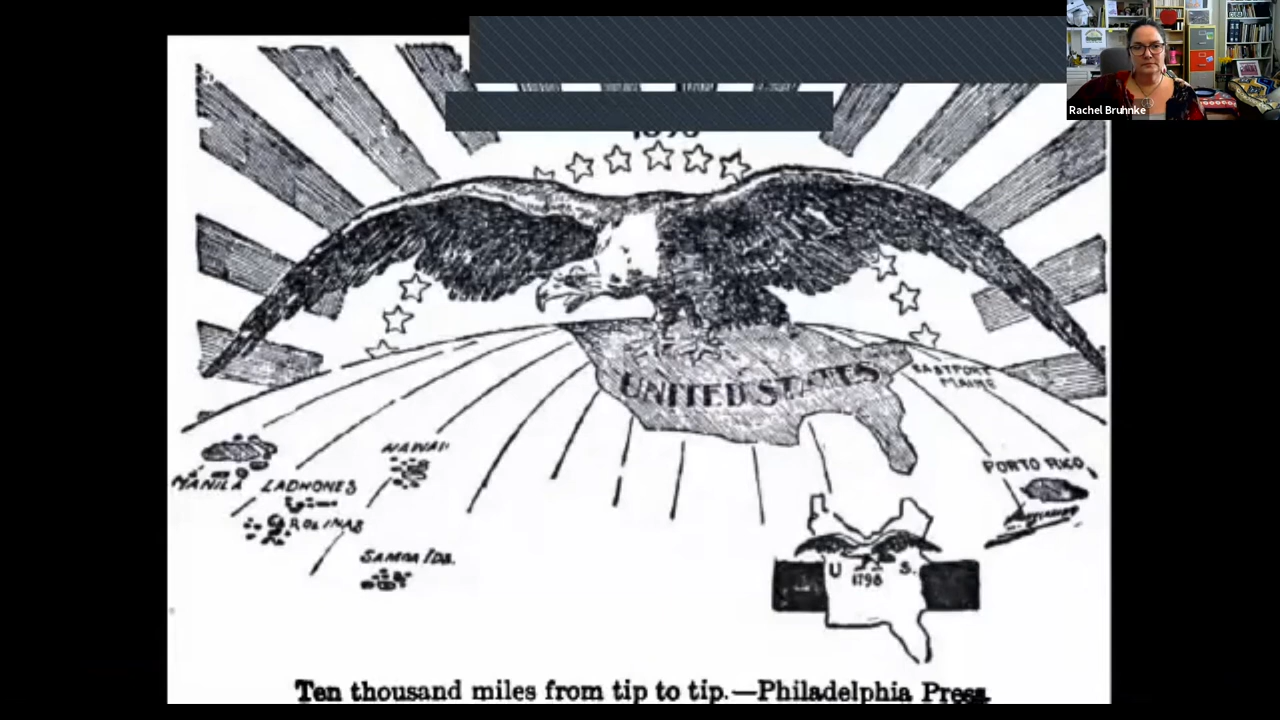 Rachel Bruhnke
UNITED STATES
EASTPORT
MAINE
HAWAII
MANILA
LADRONES
PORTO RICO
ROLINAS
SAMOA IDS.
U S.
1798
Ten thousand miles from tip to tip.—Philadelphia Press.